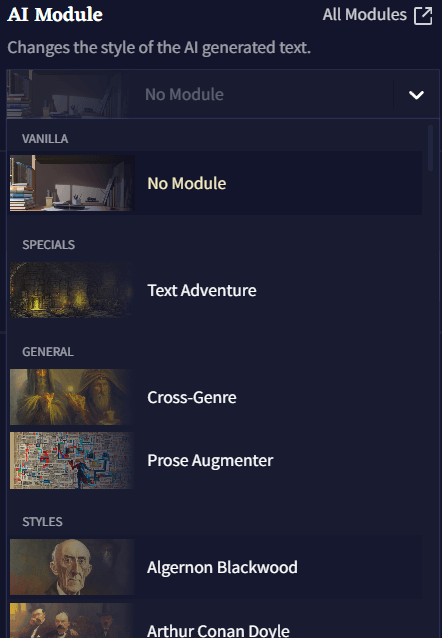 AI Module
All Modules
Changes the style of the AI generated text.
No Module
VANILLA
No Module
SPECIALS
Text Adventure
GENERAL
Cross-Genre
Prose Augmenter
STYLES
Algernon Blackwood
Arthur Conan Doyle